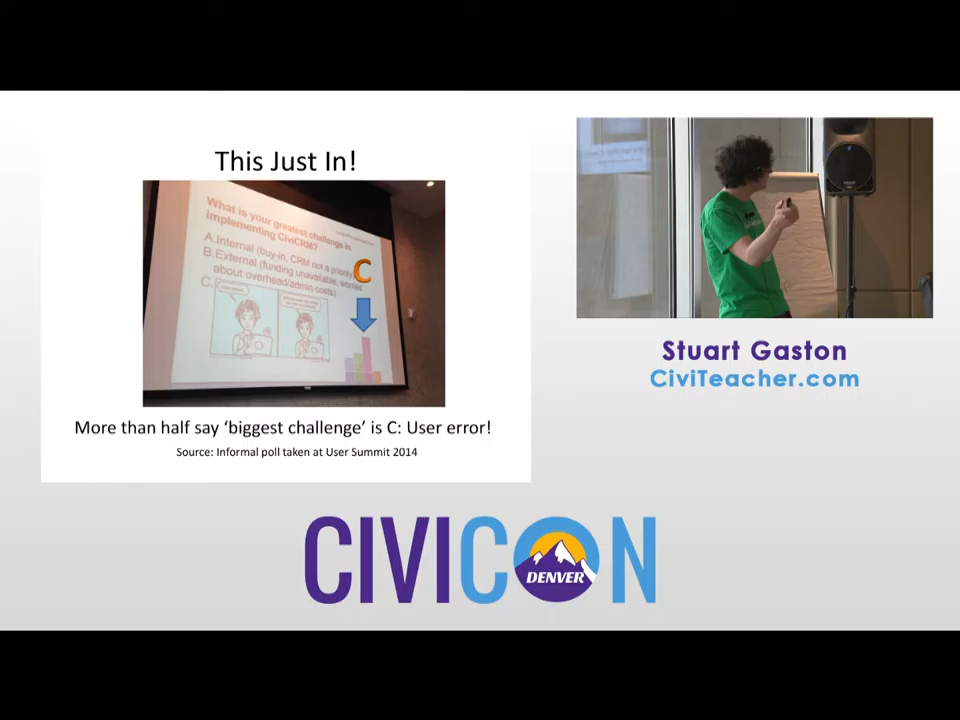 This Just In!
What is your greatest challenge in
implementing CiviCRM?
A.Internal (buy-in, CRM not a priority
B.External (funding unavailable, worries
about overhead/admin costs)
C.
C
More than half say ‘biggest challenge’ is C: User error!
Source: Informal poll taken at User Summit 2014
Stuart Gaston
CiviTeacher.com
CIVICON
DENVER